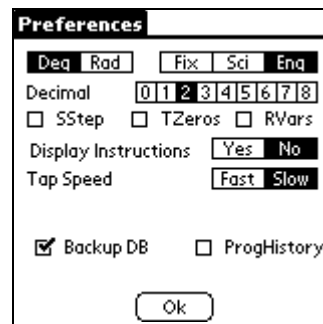 Preferences
Deg Rad Fix Sci Eng
Decimal 0 1 2 3 4 5 6 7 8
SStep TZeros RVars
Display Instructions Yes No
Tap Speed Fast Slow
Backup DB ProgHistory
Ok